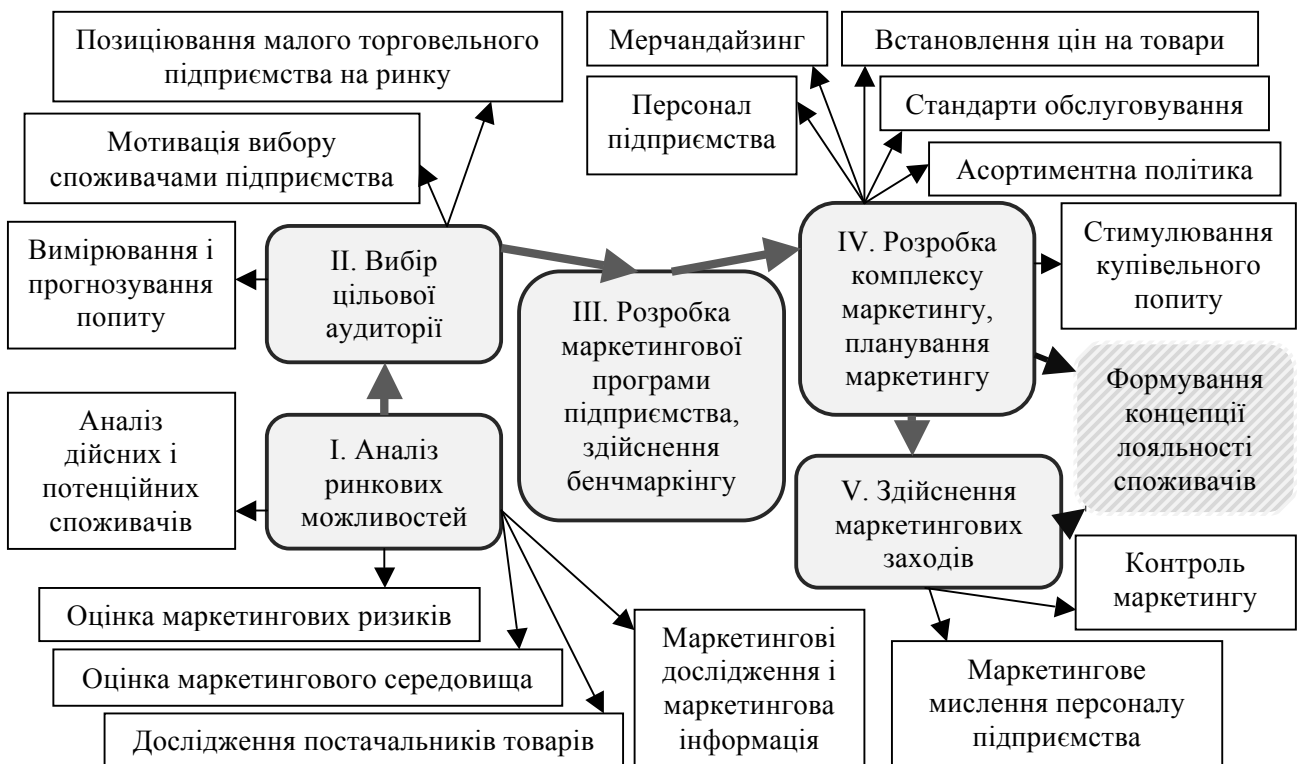 Позиціювання малого торговельного
підприємства на ринку
Мерчандайзинг
Встановлення цін на товари
Персонал
підприємства
Стандарти обслуговування
Мотивація вибору
споживачами підприємства
Асортиментна політика
Вимірювання і
прогнозування
попиту
ІІ. Вибір
цільової
аудиторії
ІІІ. Розробка
маркетингової
програми
підприємства,
здійснення
бенчмаркінгу
IV. Розробка
комплексу
маркетингу,
планування
маркетингу
Стимулювання
купівельного
попиту
Формування
концепції
лояльності
споживачів
Аналіз
дійсних і
потенційних
споживачів
І. Аналіз
ринкових
можливостей
V. Здійснення
маркетингових
заходів
Контроль
маркетингу
Оцінка маркетингових ризиків
Оцінка маркетингового середовища
Дослідження постачальників товарів
Маркетингові
дослідження і
маркетингова
інформація
Маркетингове
мислення персоналу
підприємства